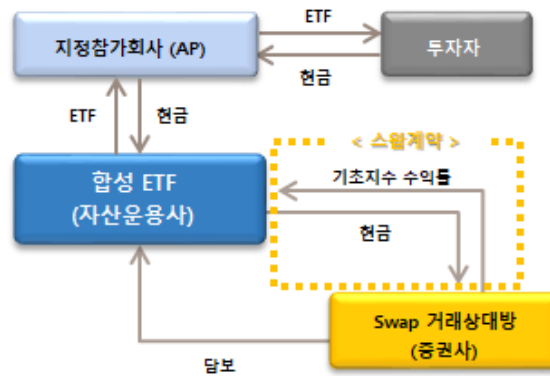 지정참가회사 (AP)
ETF
투자자
현금
ETF
현금
< 스왑계약 >
합성 ETF
(자산운용사)
기초지수 수익률
현금
Swap 거래상대방
(증권사)
담보